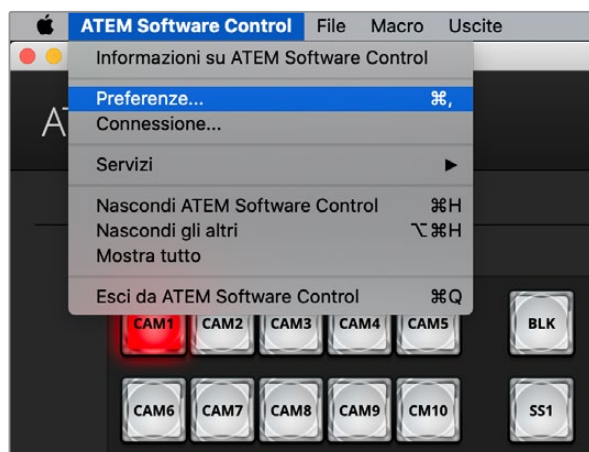 ATEM Software Control File Macro Uscite
Informazioni su ATEM Software Control
Preferenze... ⌘,
Connessione...
Servizi ▶
Nascondi ATEM Software Control ⌘H
Nascondi gli altri ⌥⌘H
Mostra tutto
Esci da ATEM Software Control ⌘Q
CAM1 CAM2 CAM3 CAM4 CAM5 BLK
CAM6 CAM7 CAM8 CAM9 CM10 SS1